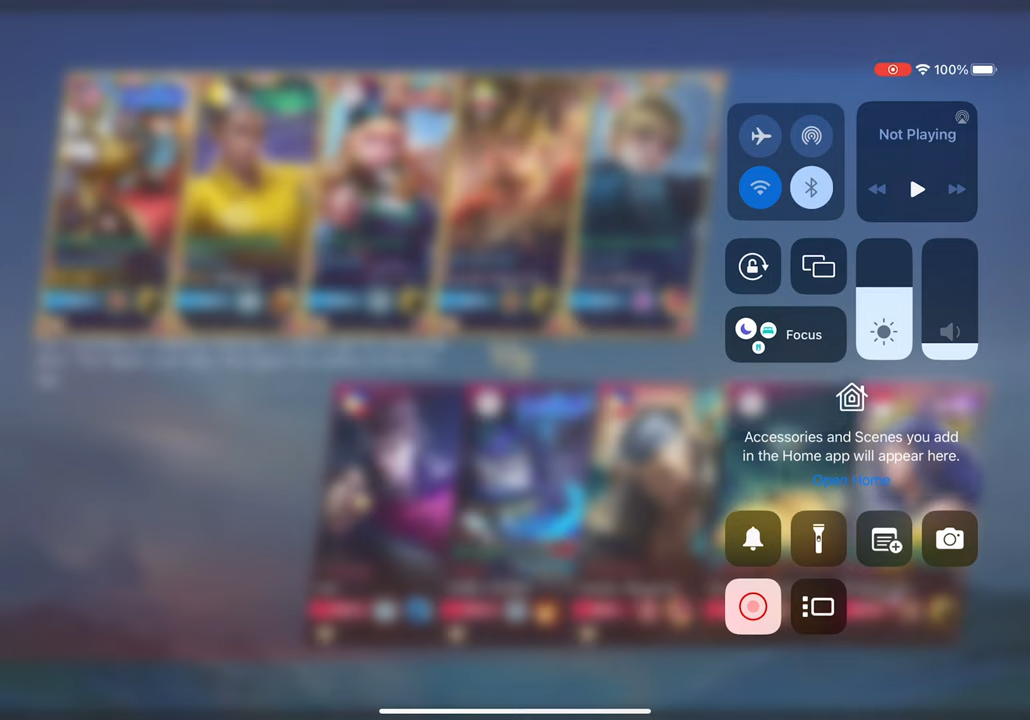 100%
Not Playing
Focus
Accessories and Scenes you add
in the Home app will appear here.
Open Home